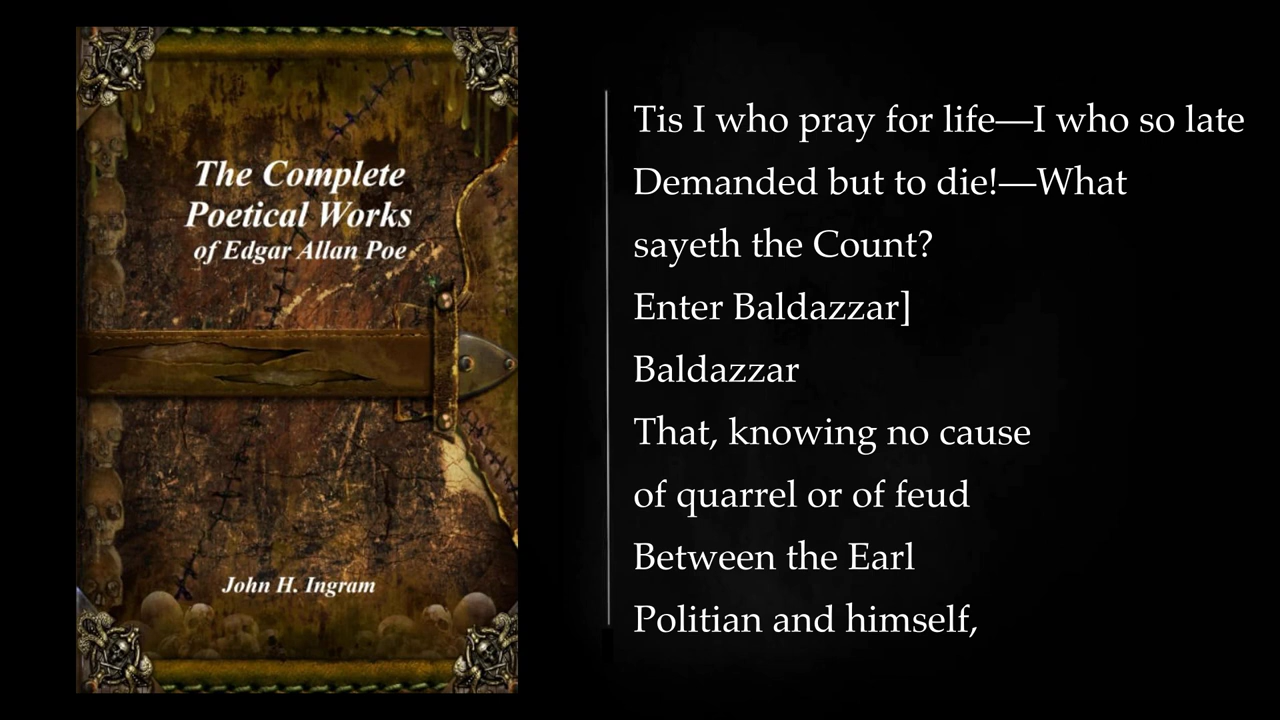 The Complete
Poetical Works
of Edgar Allan Poe
John H. Ingram
Tis I who pray for life—I who so late
Demanded but to die!—What
sayeth the Count?
Enter Baldazzar]
Baldazzar
That, knowing no cause
of quarrel or of feud
Between the Earl
Politian and himself,